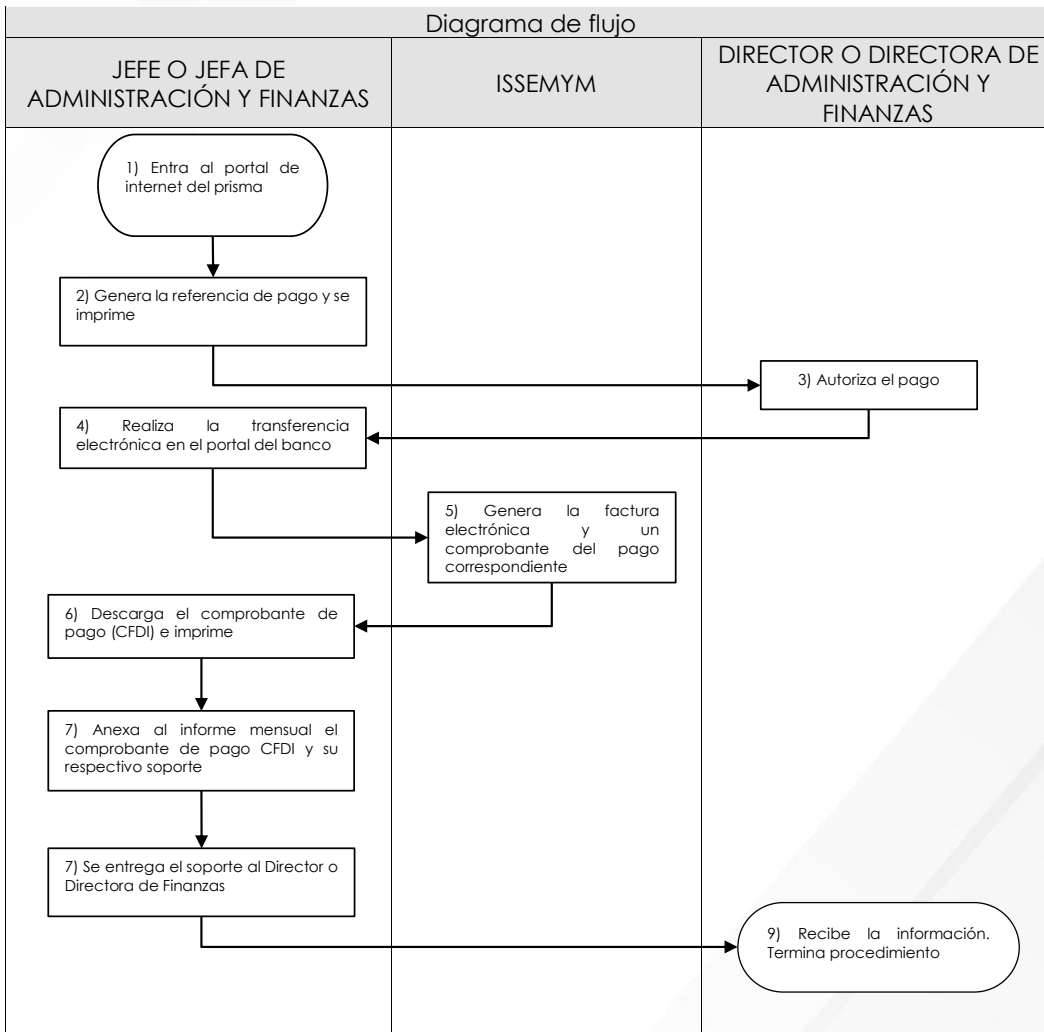 Diagrama de flujo
JEFE O JEFA DE
ADMINISTRACIÓN Y FINANZAS
ISSEMYM
DIRECTOR O DIRECTORA DE
ADMINISTRACIÓN Y
FINANZAS
1) Entra al portal de
internet del prisma
2) Genera la referencia de pago y se
imprime
3) Autoriza el pago
4) Realiza la transferencia
electrónica en el portal del banco
5) Genera la factura
electrónica y un
comprobante del pago
correspondiente
6) Descarga el comprobante de
pago (CFDI) e imprime
7) Anexa al informe mensual el
comprobante de pago CFDI y su
respectivo soporte
7) Se entrega el soporte al Director o
Directora de Finanzas
9) Recibe la información.
Termina procedimiento